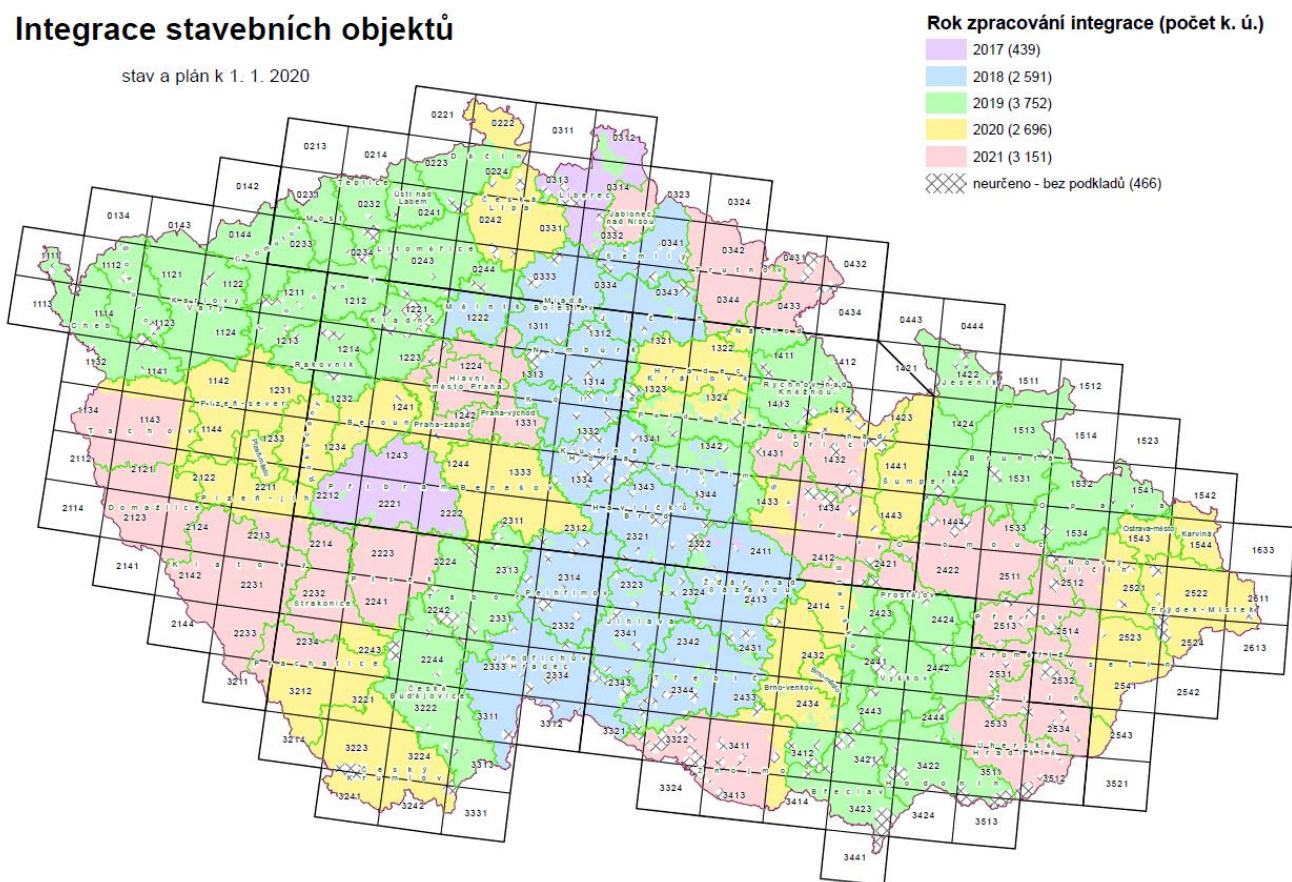 Integrace stavebních objektů
stav a plán k 1. 1. 2020
Rok zpracování integrace (počet k. ú.)
2017 (439)
2018 (2 591)
2019 (3 752)
2020 (2 696)
2021 (3 151)
neurčeno - bez podkladů (466)
0221 0222 0311 0312
0213 0214 0223 0224 0313 0314 0323 0324
Děčín
Teplice
Ústí nad
Labem
Česká
Lípa
Liberec
Jablonec
nad Nisou
0142 0231 0232 0241 0242 0331 0332 0341 0342 0431 0432
0134 0143 0144 0233 0234 0243 0244 0333 0334 0343 0344 0433 0434 0443 0444
Most
Chomutov
Litoměřice
Semily
Trutnov
1111 1112 1121 1122 1211 1212 1221 1222 1311 1312 1321 1322 1411 1412 1421 1422 1511 1512
Karlovy
Vary
Kladno
Mělník
Mladá
Boleslav
Jičín
Náchod
Jeseník
1113 1114 1123 1124 1213 1214 1223 1224 1313 1314 1323 1324 1413 1414 1423 1424 1513 1514 1523
Cheb
Rakovník
Hlavní
město Praha
Nymburk
Hradec
Králové
Rychnov nad
Kněžnou
1132 1141 1142 1231 1232 1241 1242 1331 1332 1341 1342 1431 1432 1441 1442 1531 1532 1541 1542
Plzeň-sever
Beroun
Praha-východ
Praha-západ
Kolín
Pardubice
Ústí nad
Orlicí
Šumperk
Bruntál
Opava
1134 1143 1144 1233 1234 1243 1244 1333 1334 1343 1344 1433 1434 1443 1444 1533 1534 1543 1544 1633
Tachov
Plzeň-město
Rokycany
Příbram
Benešov
Kutná
Hora
Chrudim
Svitavy
Olomouc
Ostrava-město
Karviná
2112 2121 2122 2211 2212 2221 2222 2311 2312 2321 2322 2411 2412 2421 2422 2511 2512 2521 2522 2611
Domažlice
Plzeň-jih
Havlíčkův
Brod
Nový
Jičín
Frýdek-Místek
2114 2123 2124 2213 2214 2223 2224 2313 2314 2323 2324 2413 2414 2423 2424 2513 2514 2523 2524 2613
Klatovy
Písek
Tábor
Pelhřimov
Žďár nad
Sázavou
Blansko
Prostějov
Přerov
2141 2142 2231 2232 2241 2242 2331 2332 2341 2342 2431 2432 2441 2442 2531 2532 2541 2542
Strakonice
Jihlava
Vyškov
Kroměříž
Vsetín
2144 2233 2234 2243 2244 2333 2334 2343 2344 2433 2434 2443 2444 2533 2534 2543
Prachatice
Jindřichův
Hradec
Třebíč
Brno-venkov
Brno-město
Zlín
3211 3212 3221 3222 3311 3312 3321 3322 3411 3412 3421 3422 3511 3512 3521
České
Budějovice
Uherské
Hradiště
3214 3223 3224 3313 3324 3413 3414 3423 3424 3513
Český
Krumlov
Znojmo
Břeclav
Hodonín
3241 3242 3331 3441